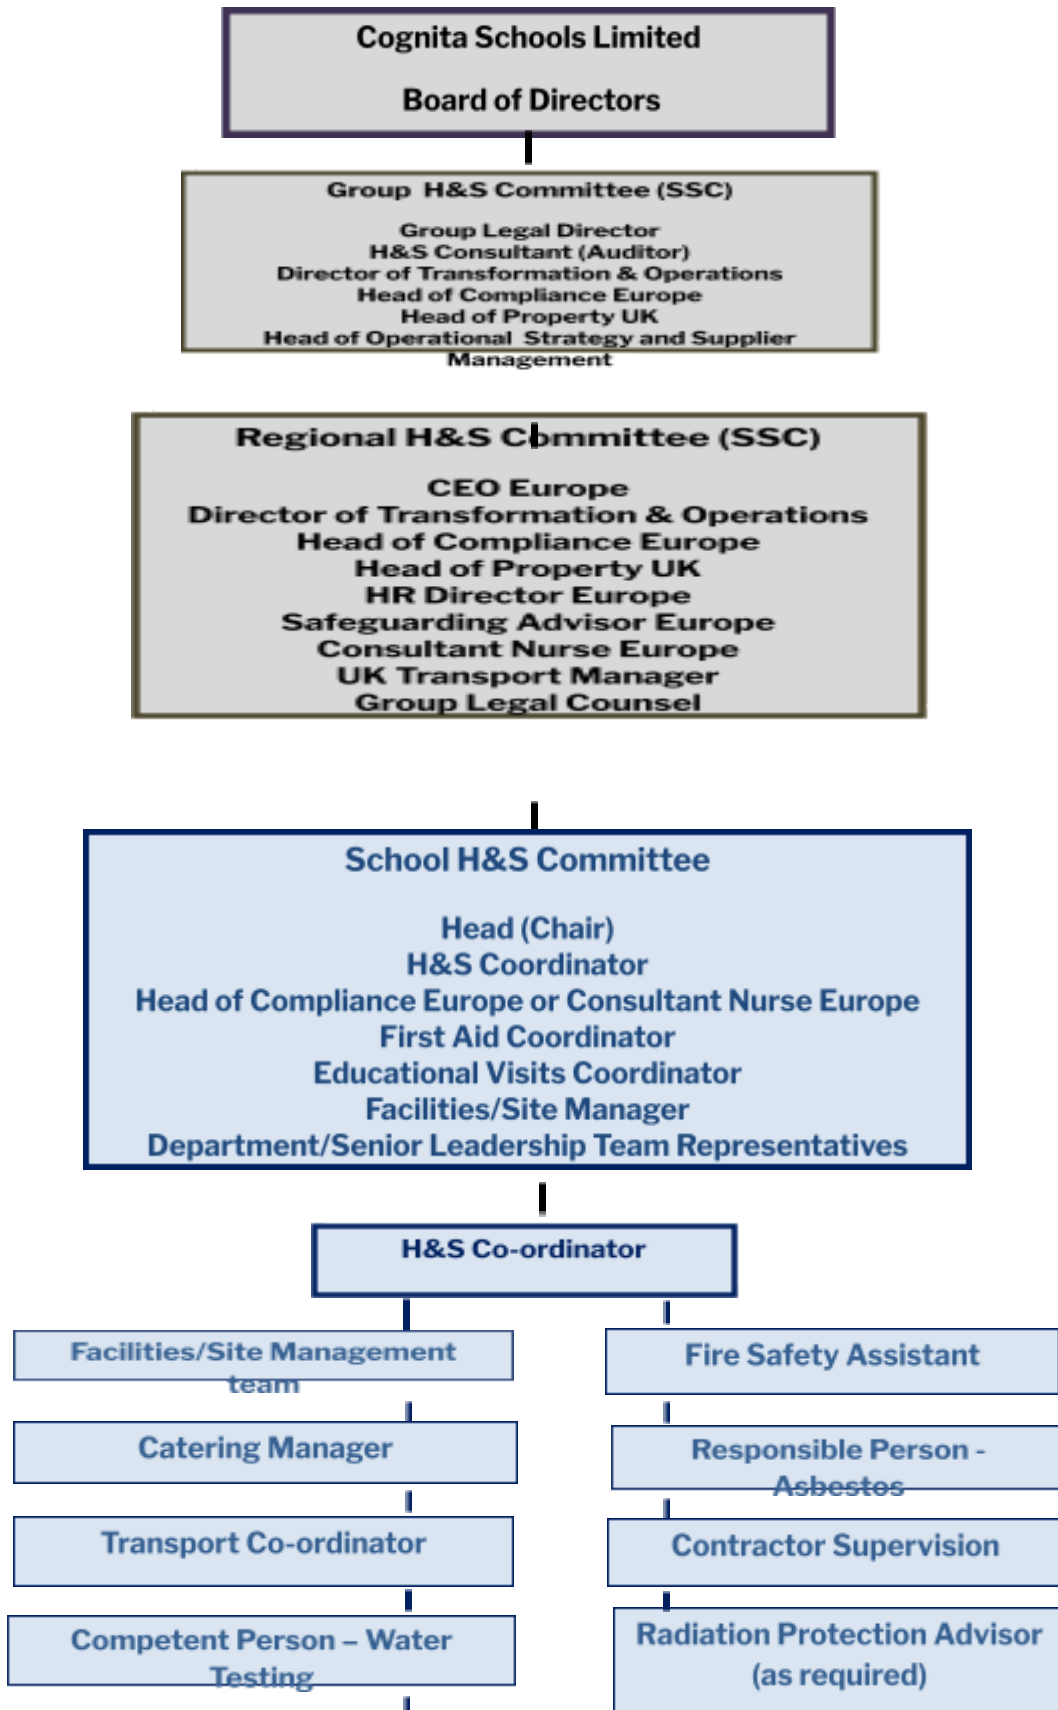 Cognita Schools Limited
Board of Directors
Group H&S Committee (SSC)
Group Legal Director
H&S Consultant (Auditor)
Director of Transformation & Operations
Head of Compliance Europe
Head of Property UK
Head of Operational Strategy and Supplier
Management
Regional H&S Committee (SSC)
CEO Europe
Director of Transformation & Operations
Head of Compliance Europe
Head of Property UK
HR Director Europe
Safeguarding Advisor Europe
Consultant Nurse Europe
UK Transport Manager
Group Legal Counsel
School H&S Committee
Head (Chair)
H&S Coordinator
Head of Compliance Europe or Consultant Nurse Europe
First Aid Coordinator
Educational Visits Coordinator
Facilities/Site Manager
Department/Senior Leadership Team Representatives
H&S Co-ordinator
Facilities/Site Management
team
Catering Manager
Transport Co-ordinator
Competent Person – Water
Testing
Fire Safety Assistant
Responsible Person -
Asbestos
Contractor Supervision
Radiation Protection Advisor
(as required)